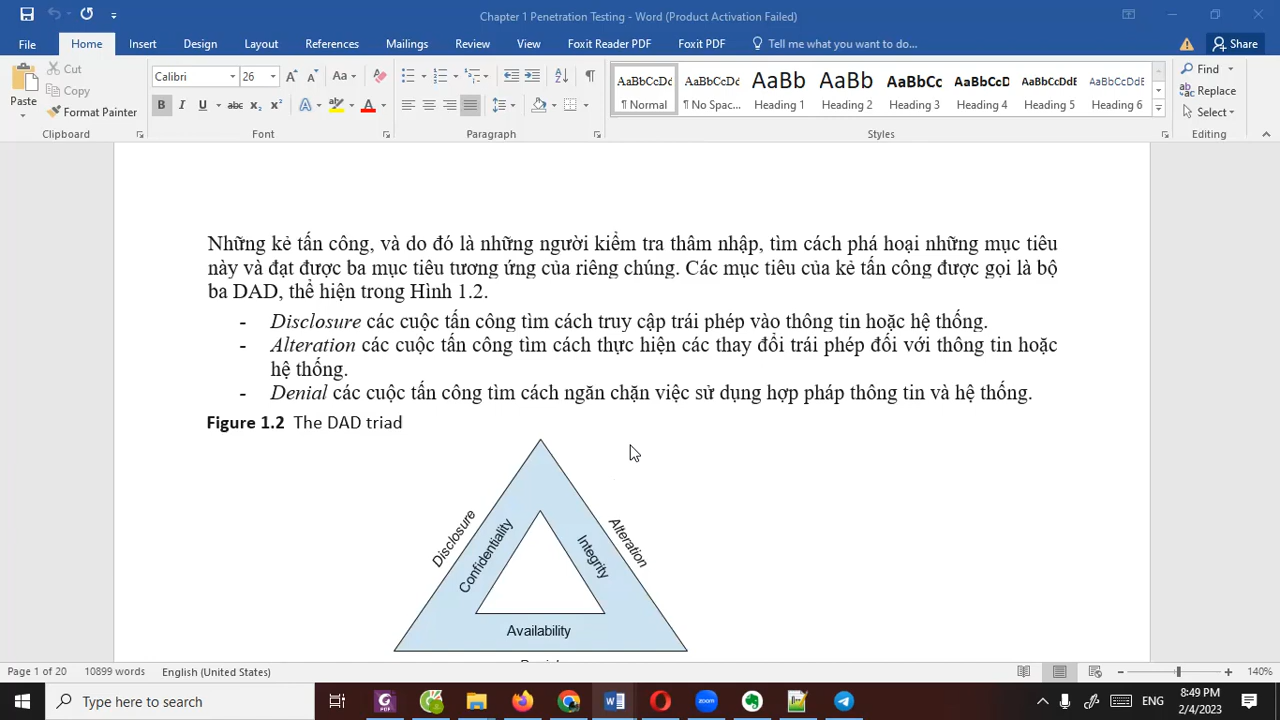 Chapter 1 Penetration Testing - Word (Product Activation Failed)
File Home Insert Design Layout References Mailings Review View Foxit Reader PDF Foxit PDF Tell me what you want to do... Share
Paste
Cut
Copy
Format Painter
Calibri 26
Aa
B I U abc X₂ X²
AaBbCcDd AaBbCcDd AaBb AaBb AaBbCc AaBbCcD AaBbCcDd AaBbCcDdE
¶ Normal ¶ No Spac... Heading 1 Heading 2 Heading 3 Heading 4 Heading 5 Heading 6
Find
Replace
Select
Clipboard Font Paragraph Styles Editing
Những kẻ tấn công, và do đó là những người kiểm tra thâm nhập, tìm cách phá hoại những mục tiêu
này và đạt được ba mục tiêu tương ứng của riêng chúng. Các mục tiêu của kẻ tấn công được gọi là bộ
ba DAD, thể hiện trong Hình 1.2.
- Disclosure các cuộc tấn công tìm cách truy cập trái phép vào thông tin hoặc hệ thống.
- Alteration các cuộc tấn công tìm cách thực hiện các thay đổi trái phép đối với thông tin hoặc
hệ thống.
- Denial các cuộc tấn công tìm cách ngăn chặn việc sử dụng hợp pháp thông tin và hệ thống.
Figure 1.2 The DAD triad
Disclosure
Confidentiality
Integrity
Alteration
Availability
Page 1 of 20 10899 words English (United States) 140%
Type here to search
ENG
8:49 PM
2/4/2023